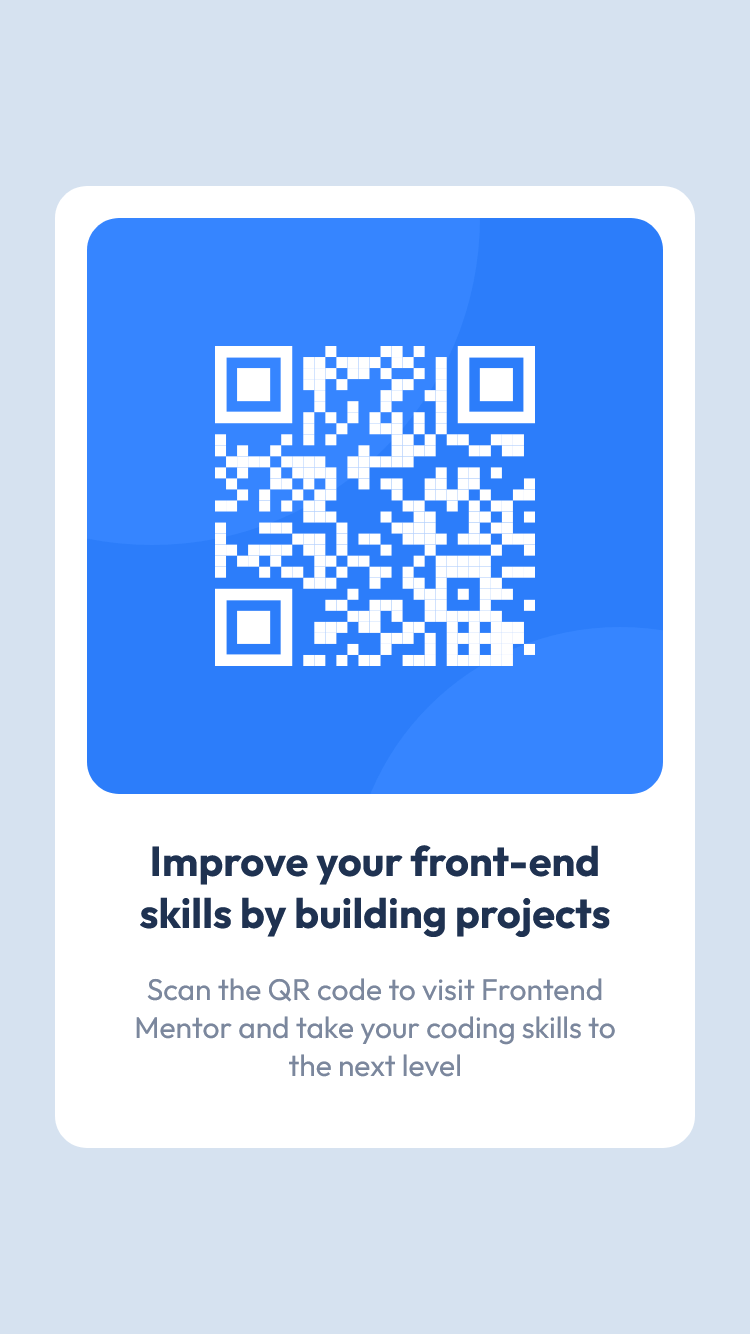 Improve your front-end
skills by building projects
Scan the QR code to visit Frontend
Mentor and take your coding skills to
the next level